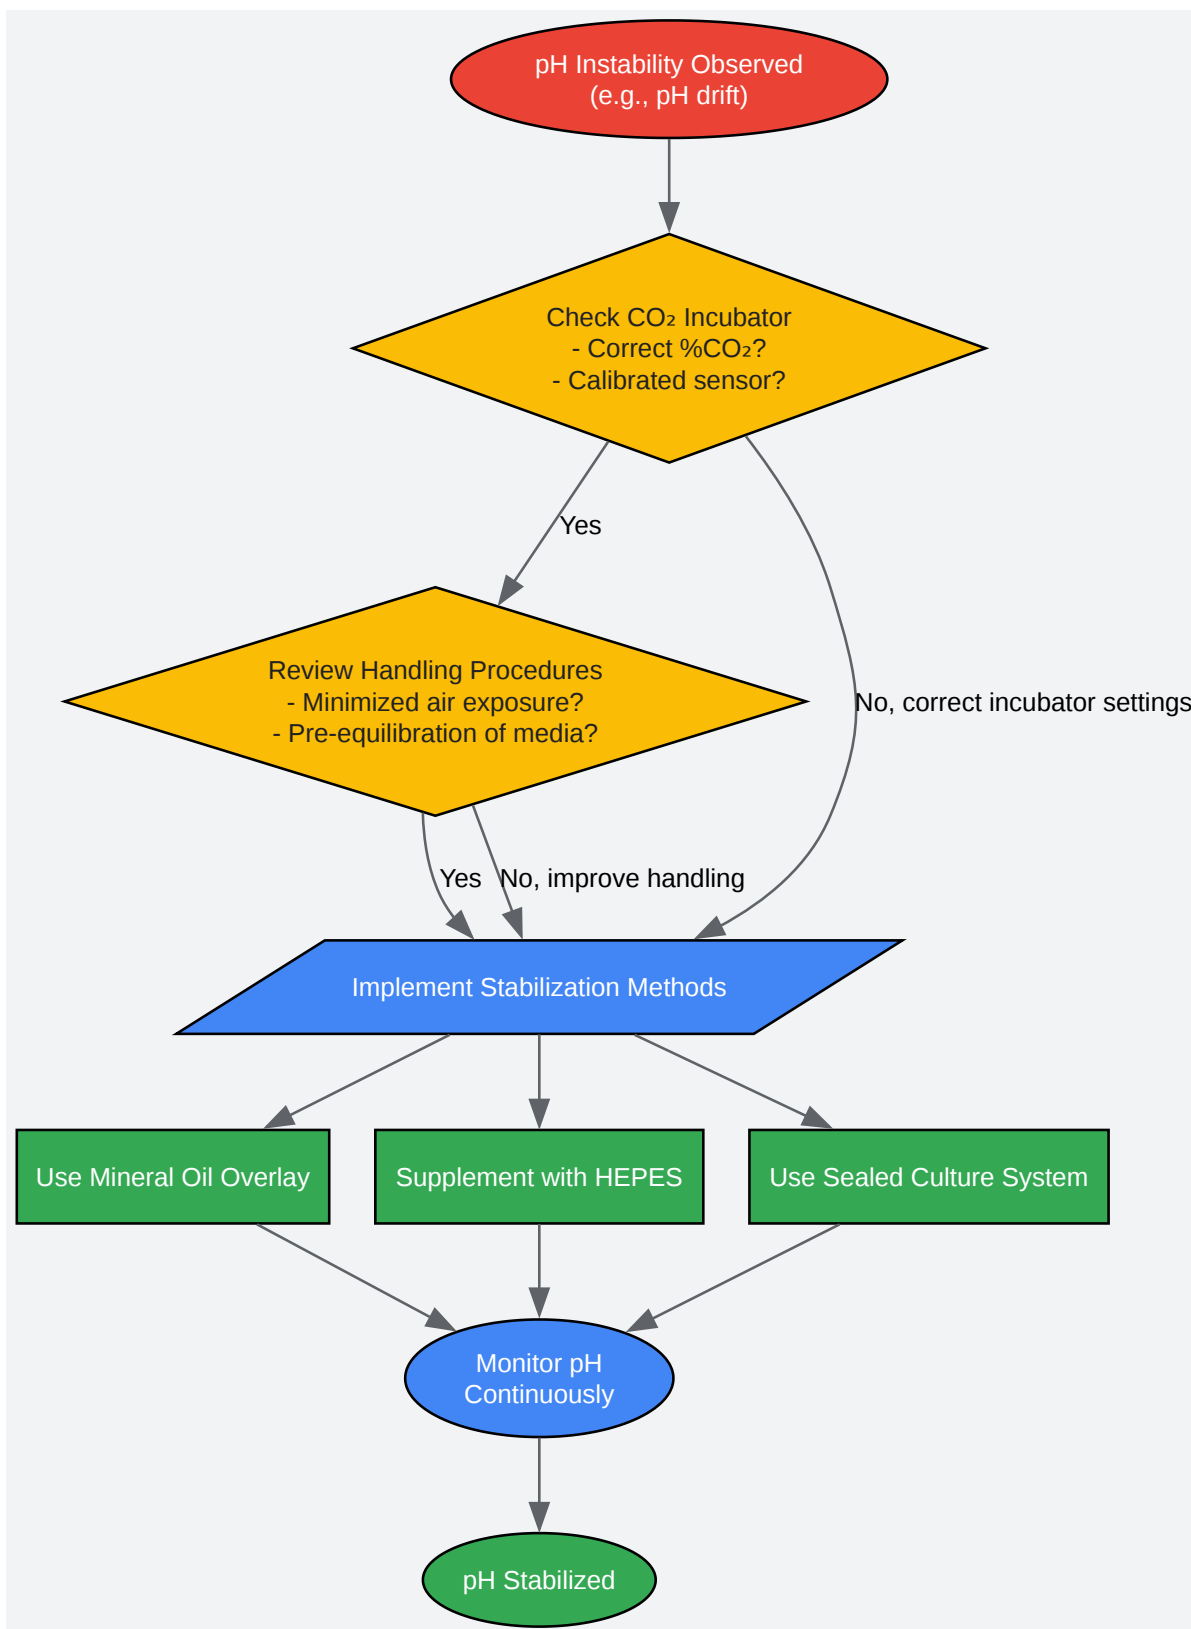 pH Instability Observed
(e.g., pH drift)
Check CO₂ Incubator
- Correct %CO₂?
- Calibrated sensor?
Yes
Review Handling Procedures
- Minimized air exposure?
- Pre-equilibration of media?
No, correct incubator settings
Yes
No, improve handling
Implement Stabilization Methods
Use Mineral Oil Overlay
Supplement with HEPES
Use Sealed Culture System
Monitor pH
Continuously
pH Stabilized